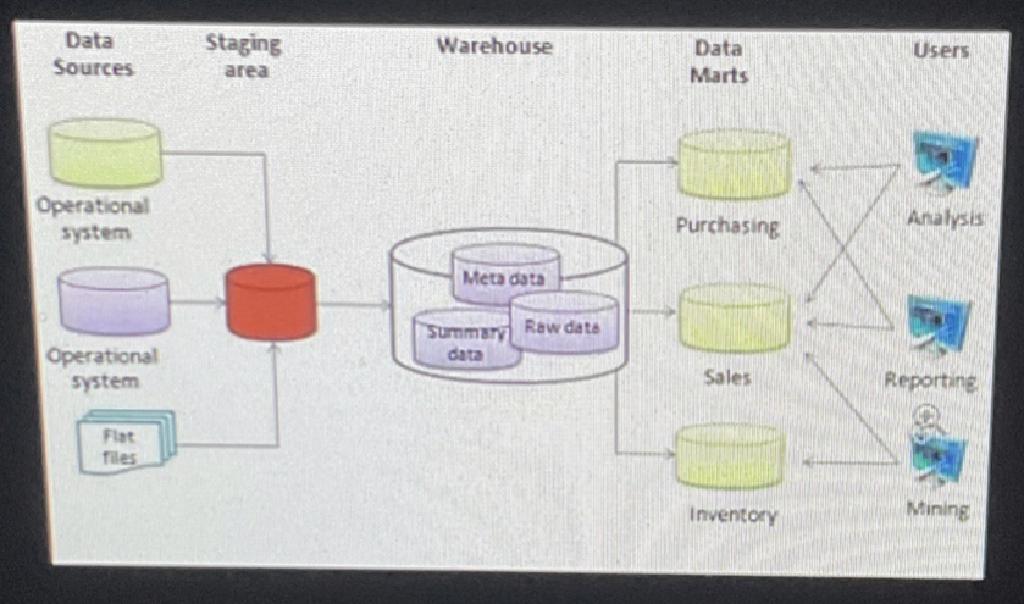 Data
Sources
Staging
area
Warehouse
Data
Marts
Users
Operational
system
Operational
system
Flat
files
Meta data
Summary
data
Raw data
Purchasing
Sales
Inventory
Analysis
Reporting
Mining